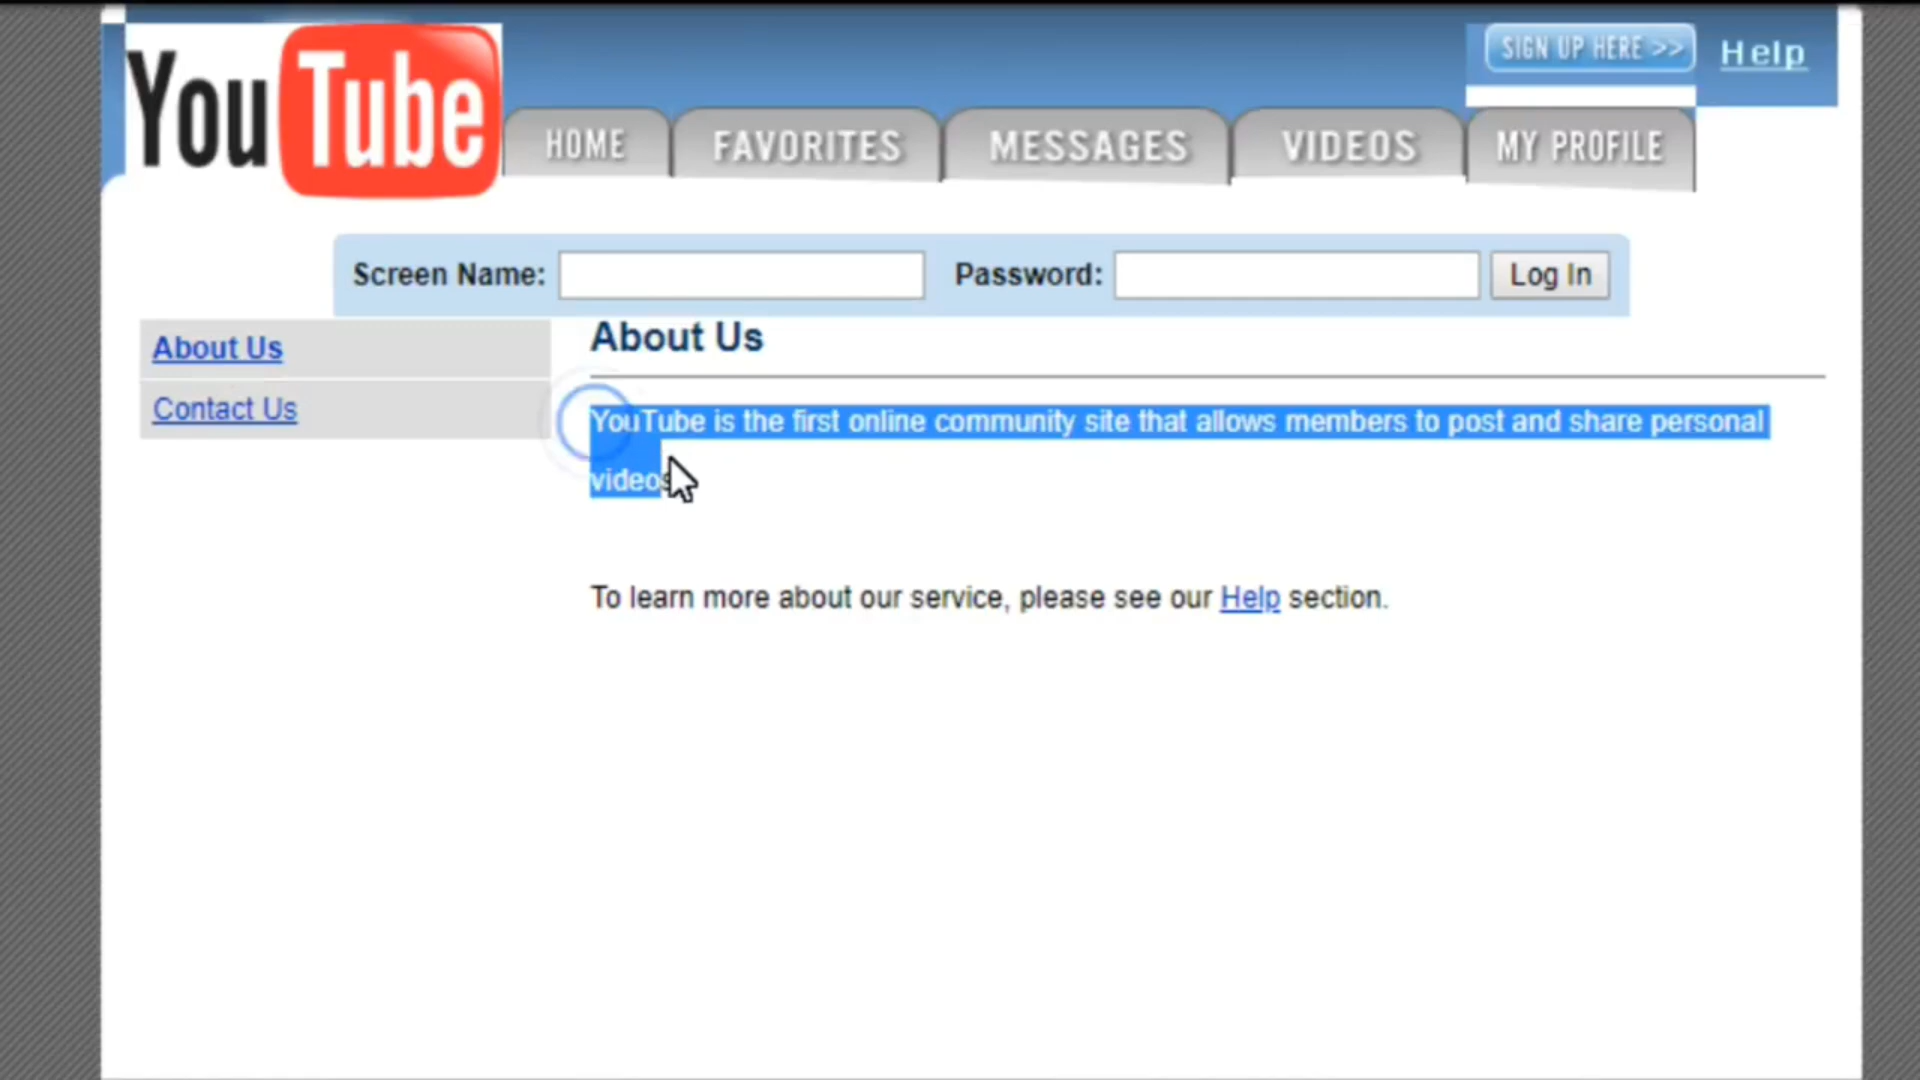 YouTube
SIGN UP HERE >>
Help
HOME
FAVORITES
MESSAGES
VIDEOS
MY PROFILE
Screen Name:
Password:
Log In
About Us
Contact Us
About Us
YouTube is the first online community site that allows members to post and share personal
videos
To learn more about our service, please see our Help section.